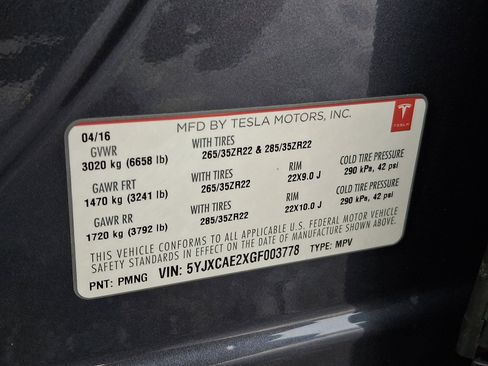 MFD BY TESLA MOTORS, INC.
TESLA
04/16
GVWR WITH TIRES
3020 kg (6658 lb) 265/35ZR22 & 285/35ZR22
GAWR FRT WITH TIRES RIM COLD TIRE PRESSURE
1470 kg (3241 lb) 265/35ZR22 22X9.0 J 290 kPa, 42 psi
GAWR RR WITH TIRES RIM COLD TIRE PRESSURE
1720 kg (3792 lb) 285/35ZR22 22X10.0 J 290 kPa, 42 psi
THIS VEHICLE CONFORMS TO ALL APPLICABLE U.S. FEDERAL MOTOR VEHICLE
SAFETY STANDARDS IN EFFECT ON THE DATE OF MANUFACTURE SHOWN ABOVE.
PNT: PMNG VIN: 5YJXCAE2XGF003778 TYPE: MPV